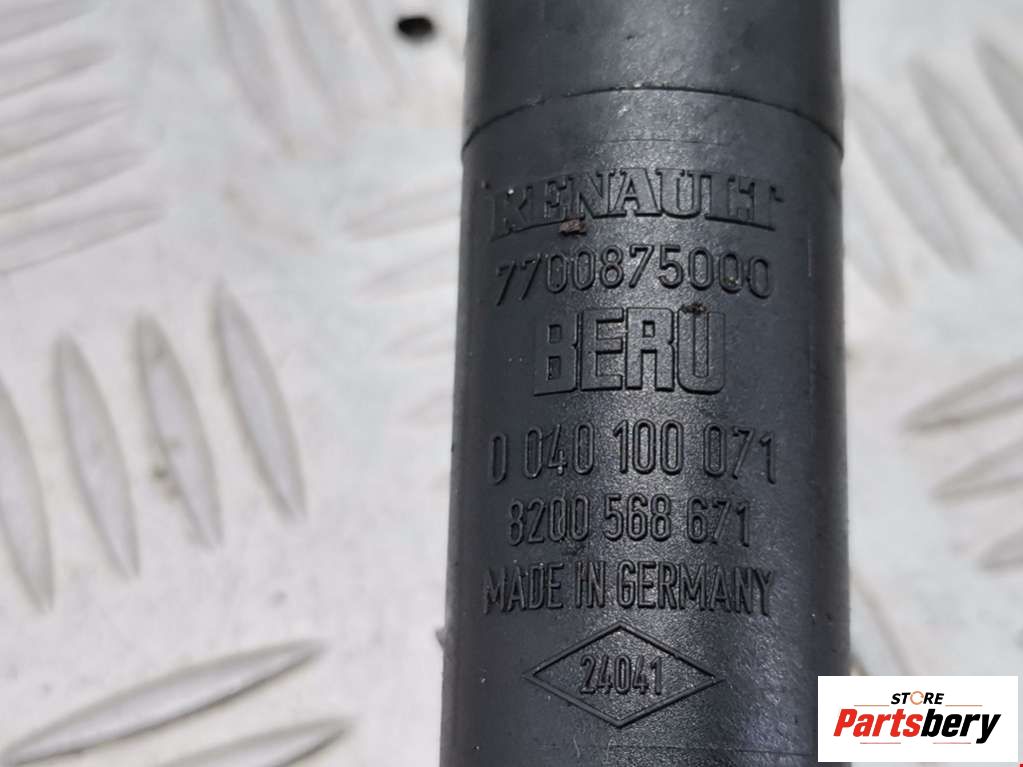 RENAULT
7700875000
BERU
0 040 100 071
8200 568 671
MADE IN GERMANY
24041
STORE
Partsbery